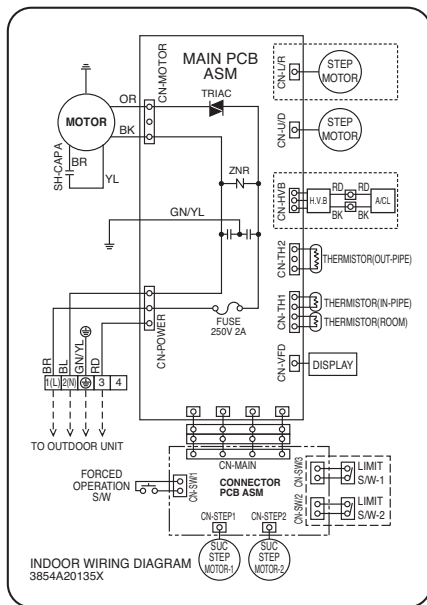 MAIN PCB
ASM
CN-MOTOR
OR
TRIAC
MOTOR
BK
BR
SH-CAPA
YL
ZNR
GN/YL
CN-L/R
STEP
MOTOR
CN-U/D
STEP
MOTOR
CN-HVB
H.V.B
RD
RD
BK
BK
A/CL
CN-TH2
THERMISTOR(OUT-PIPE)
CN-TH1
THERMISTOR(IN-PIPE)
THERMISTOR(ROOM)
CN-POWER
FUSE
250V 2A
CN-VFD
DISPLAY
BR
BL
GN/YL
RD
1(L)
2(N)
3
4
TO OUTDOOR UNIT
CN-MAIN
FORCED
OPERATION
S/W
CN-SW1
CONNECTOR
PCB ASM
CN-SW3
LIMIT
S/W-1
CN-SW/2
LIMIT
S/W-2
CN-STEP1
CN-STEP2
SUC
STEP
MOTOR-1
SUC
STEP
MOTOR-2
INDOOR WIRING DIAGRAM
3854A20135X